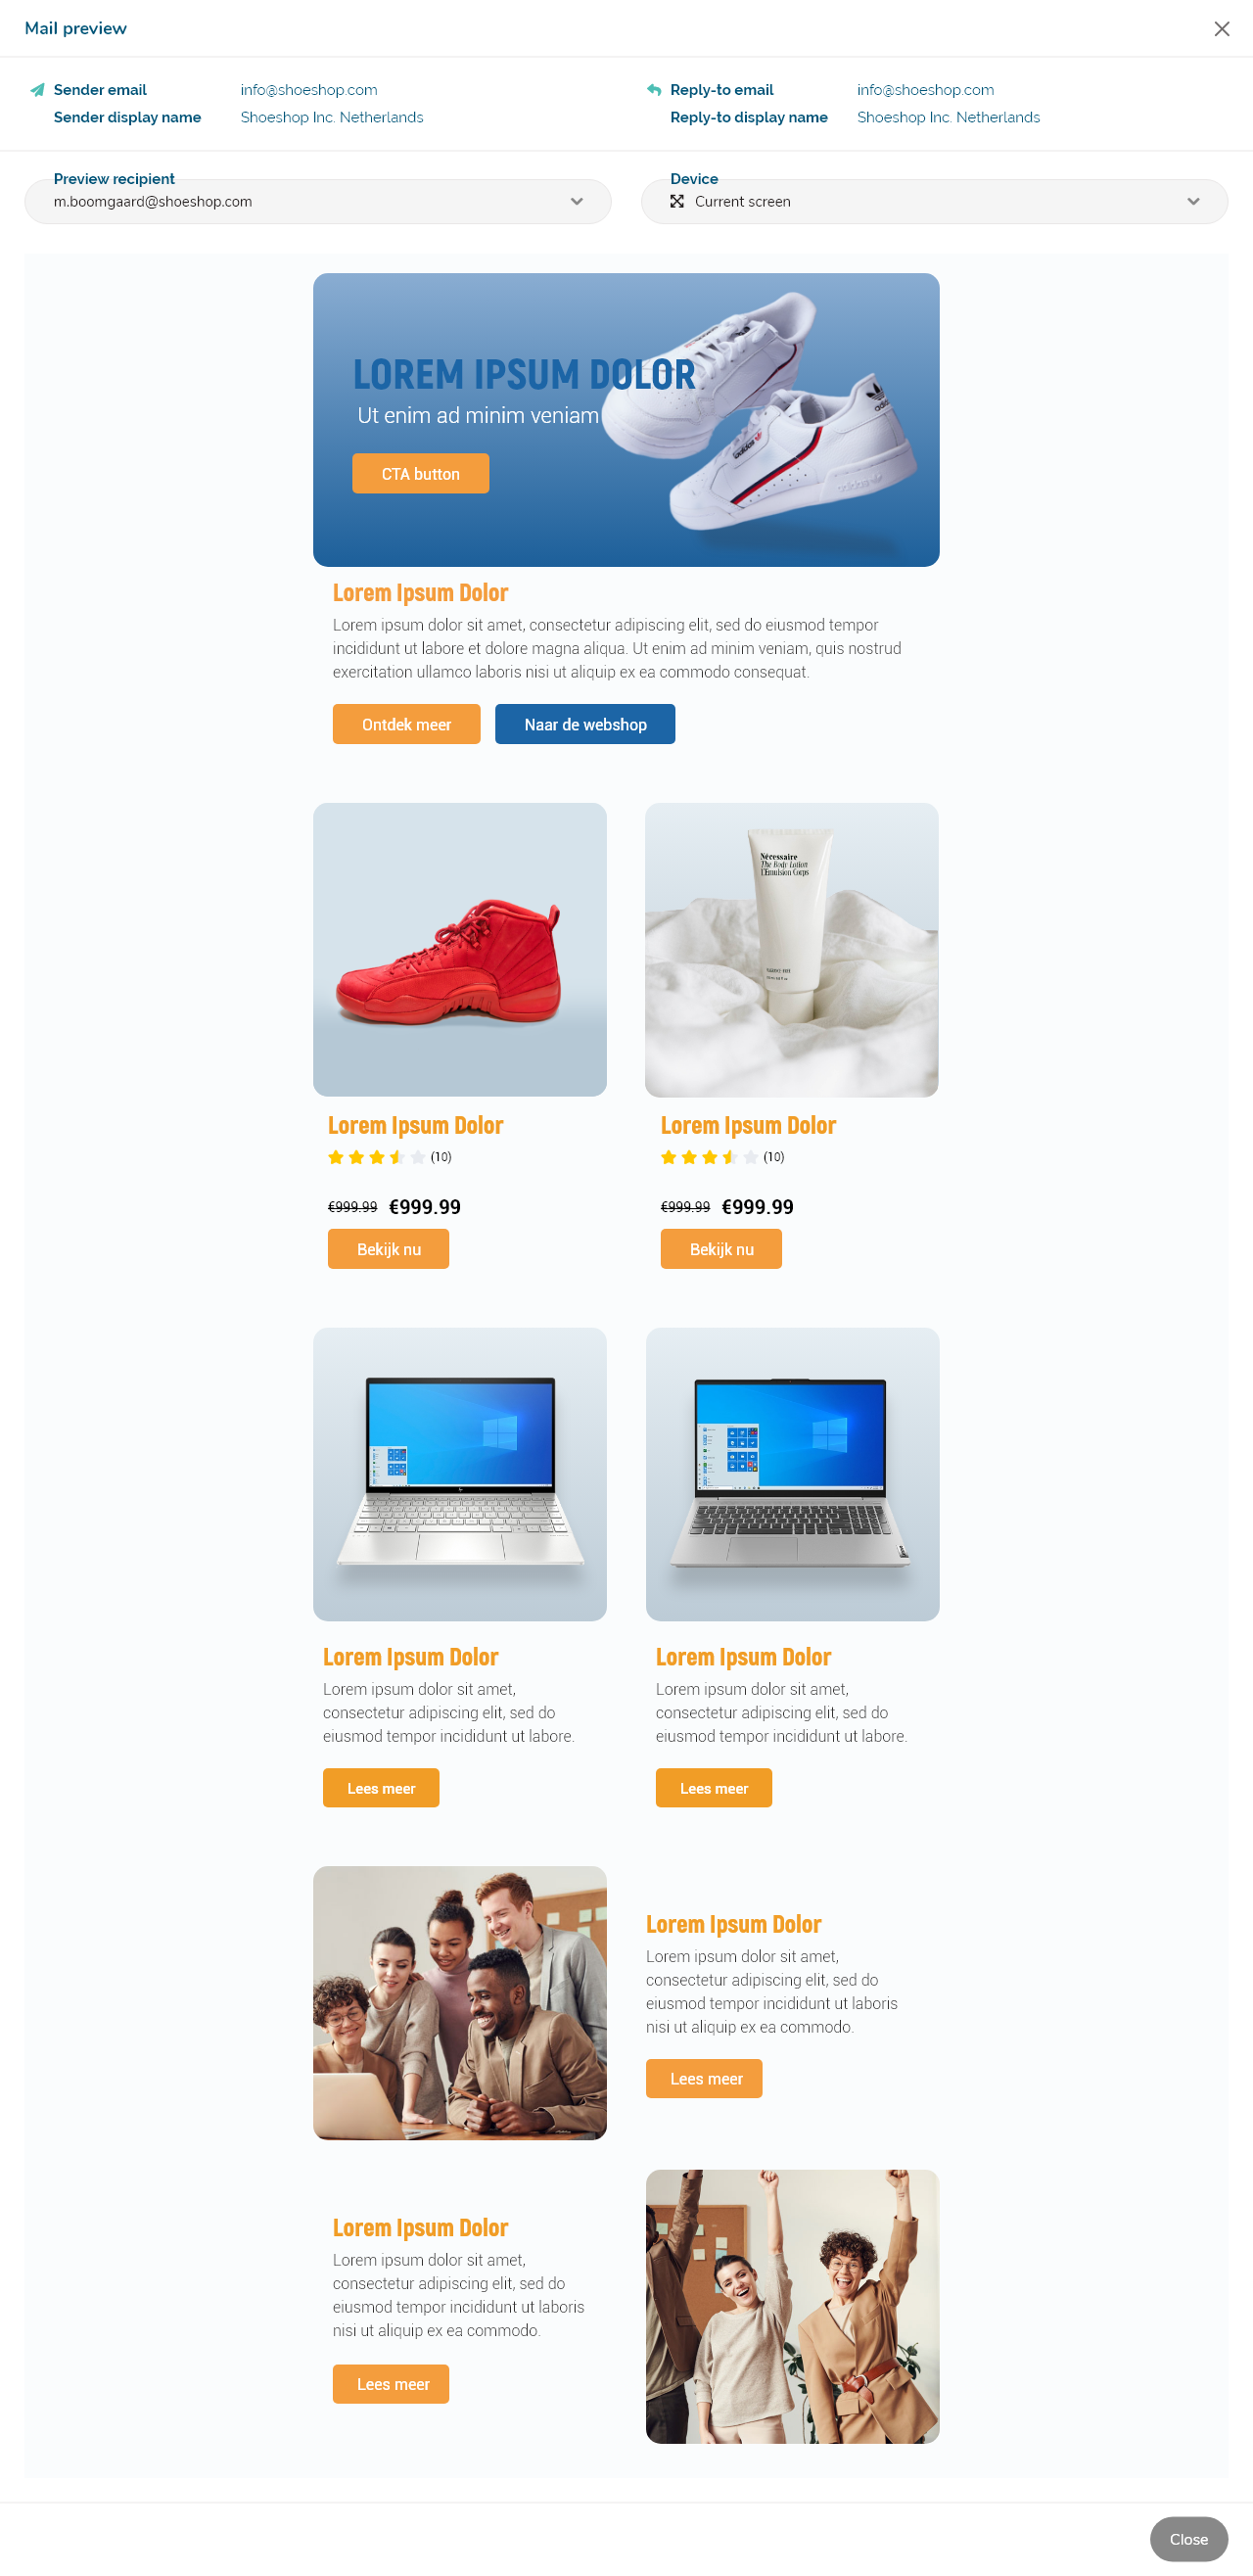 Mail preview
Sender email info@shoeshop.com
Sender display name Shoeshop Inc. Netherlands
Reply-to email info@shoeshop.com
Reply-to display name Shoeshop Inc. Netherlands
Preview recipient
m.boomgaard@shoeshop.com
Device
Current screen
LOREM IPSUM DOLOR
Ut enim ad minim veniam
CTA button
adidas
adidas
Lorem Ipsum Dolor
Lorem ipsum dolor sit amet, consectetur adipiscing elit, sed do eiusmod tempor
incididunt ut labore et dolore magna aliqua. Ut enim ad minim veniam, quis nostrud
exercitation ullamco laboris nisi ut aliquip ex ea commodo consequat.
Ontdek meer
Naar de webshop
Nécessaire
The Body Lotion
L'Emulsion Corps
Lorem Ipsum Dolor
(10)
€999.99 €999.99
Bekijk nu
Lorem Ipsum Dolor
(10)
€999.99 €999.99
Bekijk nu
Lorem Ipsum Dolor
Lorem ipsum dolor sit amet,
consectetur adipiscing elit, sed do
eiusmod tempor incididunt ut labore.
Lees meer
Lorem Ipsum Dolor
Lorem ipsum dolor sit amet,
consectetur adipiscing elit, sed do
eiusmod tempor incididunt ut labore.
Lees meer
Lorem Ipsum Dolor
Lorem ipsum dolor sit amet,
consectetur adipiscing elit, sed do
eiusmod tempor incididunt ut laboris
nisi ut aliquip ex ea commodo.
Lees meer
Lorem Ipsum Dolor
Lorem ipsum dolor sit amet,
consectetur adipiscing elit, sed do
eiusmod tempor incididunt ut laboris
nisi ut aliquip ex ea commodo.
Lees meer
Close